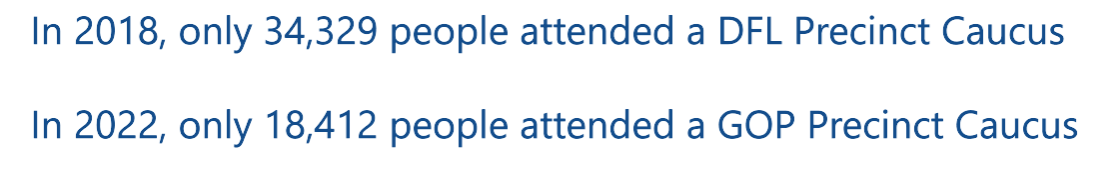 In 2018, only 34,329 people attended a DFL Precinct Caucus
In 2022, only 18,412 people attended a GOP Precinct Caucus